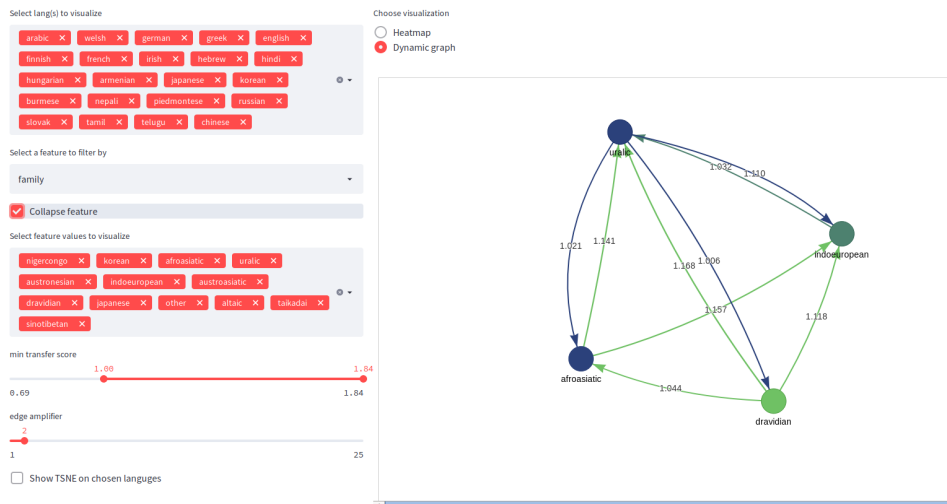 Select lang(s) to visualize
arabic × welsh × german × greek × english ×
finnish × french × irish × hebrew × hindi ×
hungarian × armenian × japanese × korean ×
burmese × nepali × piedmontese × russian ×
slovak × tamil × telugu × chinese ×
Select a feature to filter by
family
Collapse feature
Select feature values to visualize
nigercongo × korean × afroasiatic × uralic ×
austronesian × indoeuropean × austroasiatic ×
dravidian × japanese × other × altaic × taikadai ×
sinotibetan ×
min transfer score
1.00 1.84
0.69 1.84
edge amplifier
2
1 25
Show TSNE on chosen languges
Choose visualization
Heatmap
Dynamic graph
uralic
1.032 1.110
1.021 1.141
indoeuropean
1.168 1.006
1.157
1.118
afroasiatic
1.044
dravidian